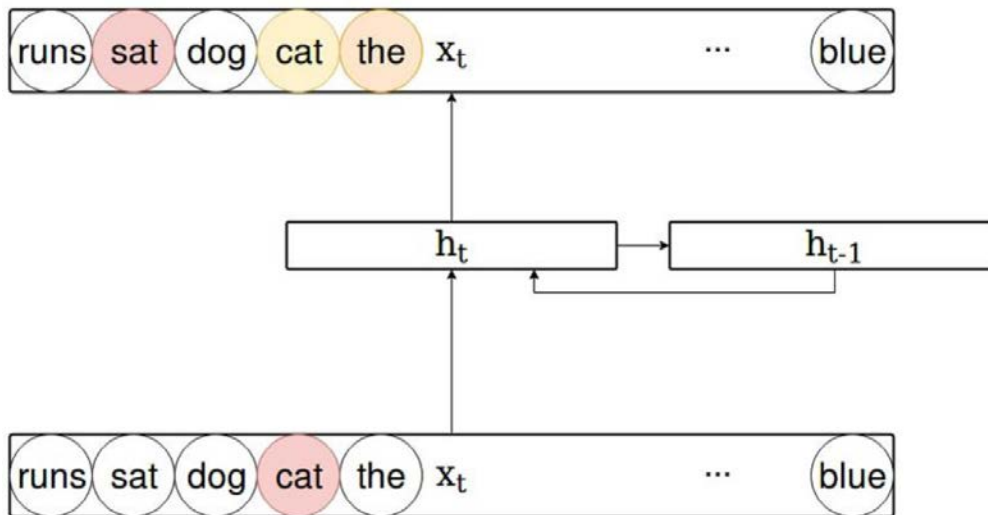 runs sat dog cat the xₜ ... blue
hₜ hₜ₋₁
runs sat dog cat the xₜ ... blue